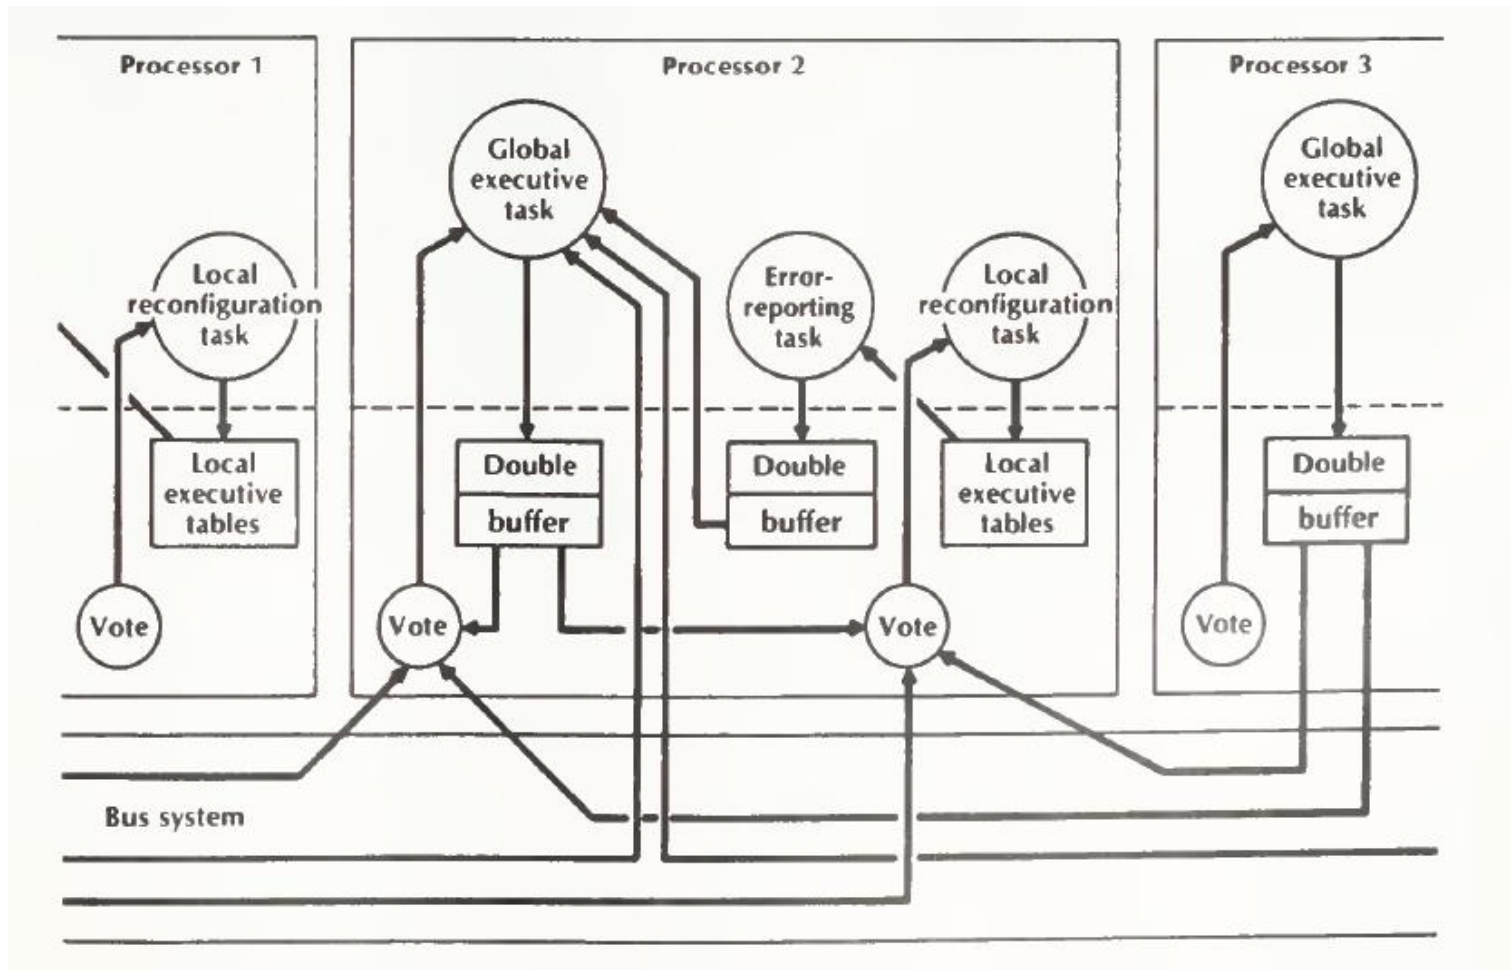 Processor 1
Processor 2
Processor 3
Global
executive
task
Global
executive
task
Local
reconfiguration
task
Error-
reporting
task
Local
reconfiguration
task
Local
executive
tables
Double
buffer
Double
buffer
Local
executive
tables
Double
buffer
Vote
Vote
Vote
Vote
Bus system